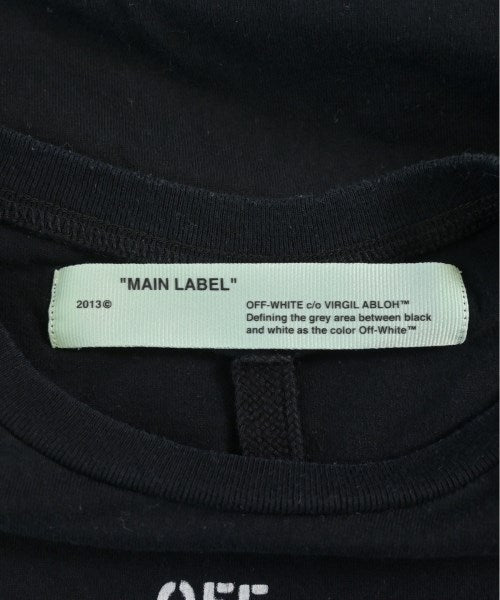 "MAIN LABEL"
2013©
OFF-WHITE c/o VIRGIL ABLOH™
Defining the grey area between black
and white as the color Off-White™
OFF